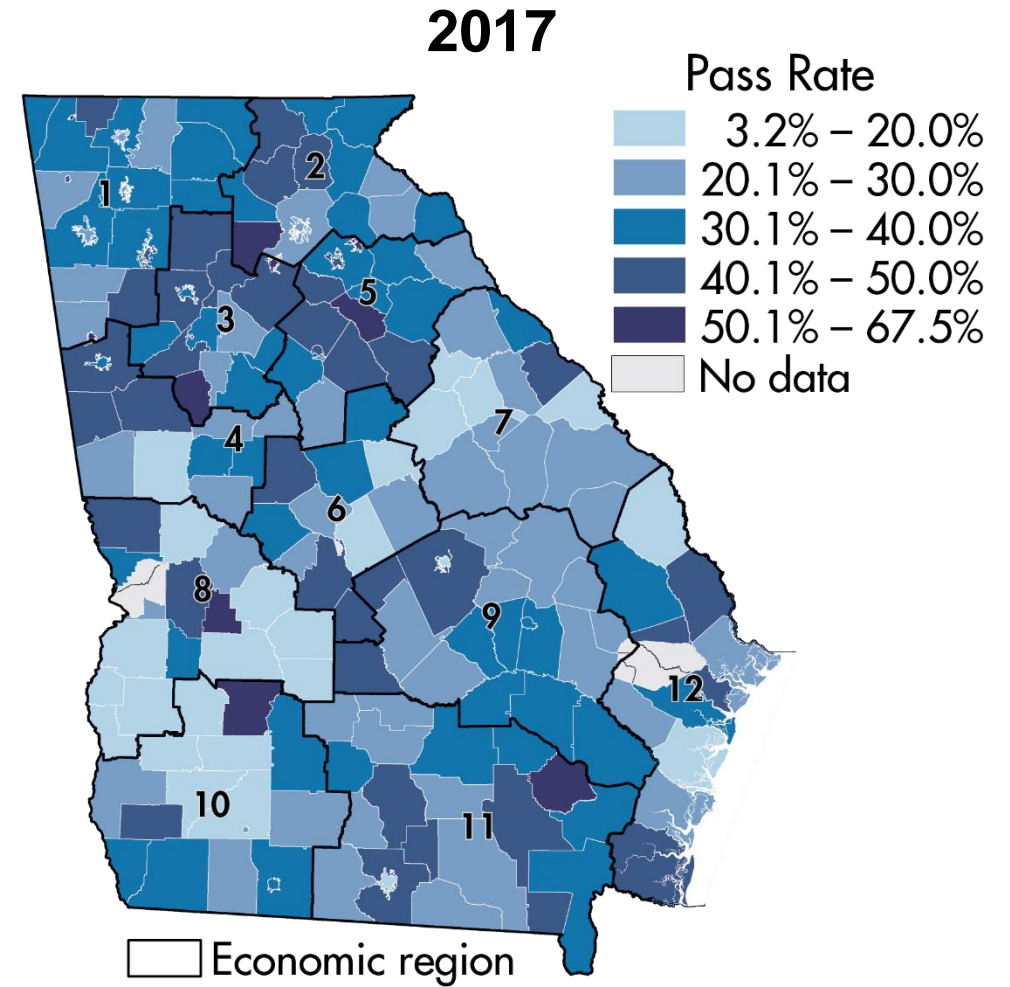 2017
Pass Rate
3.2% – 20.0%
20.1% – 30.0%
30.1% – 40.0%
40.1% – 50.0%
50.1% – 67.5%
No data
1
2
3
4
5
6
7
8
9
10
11
12
Economic region